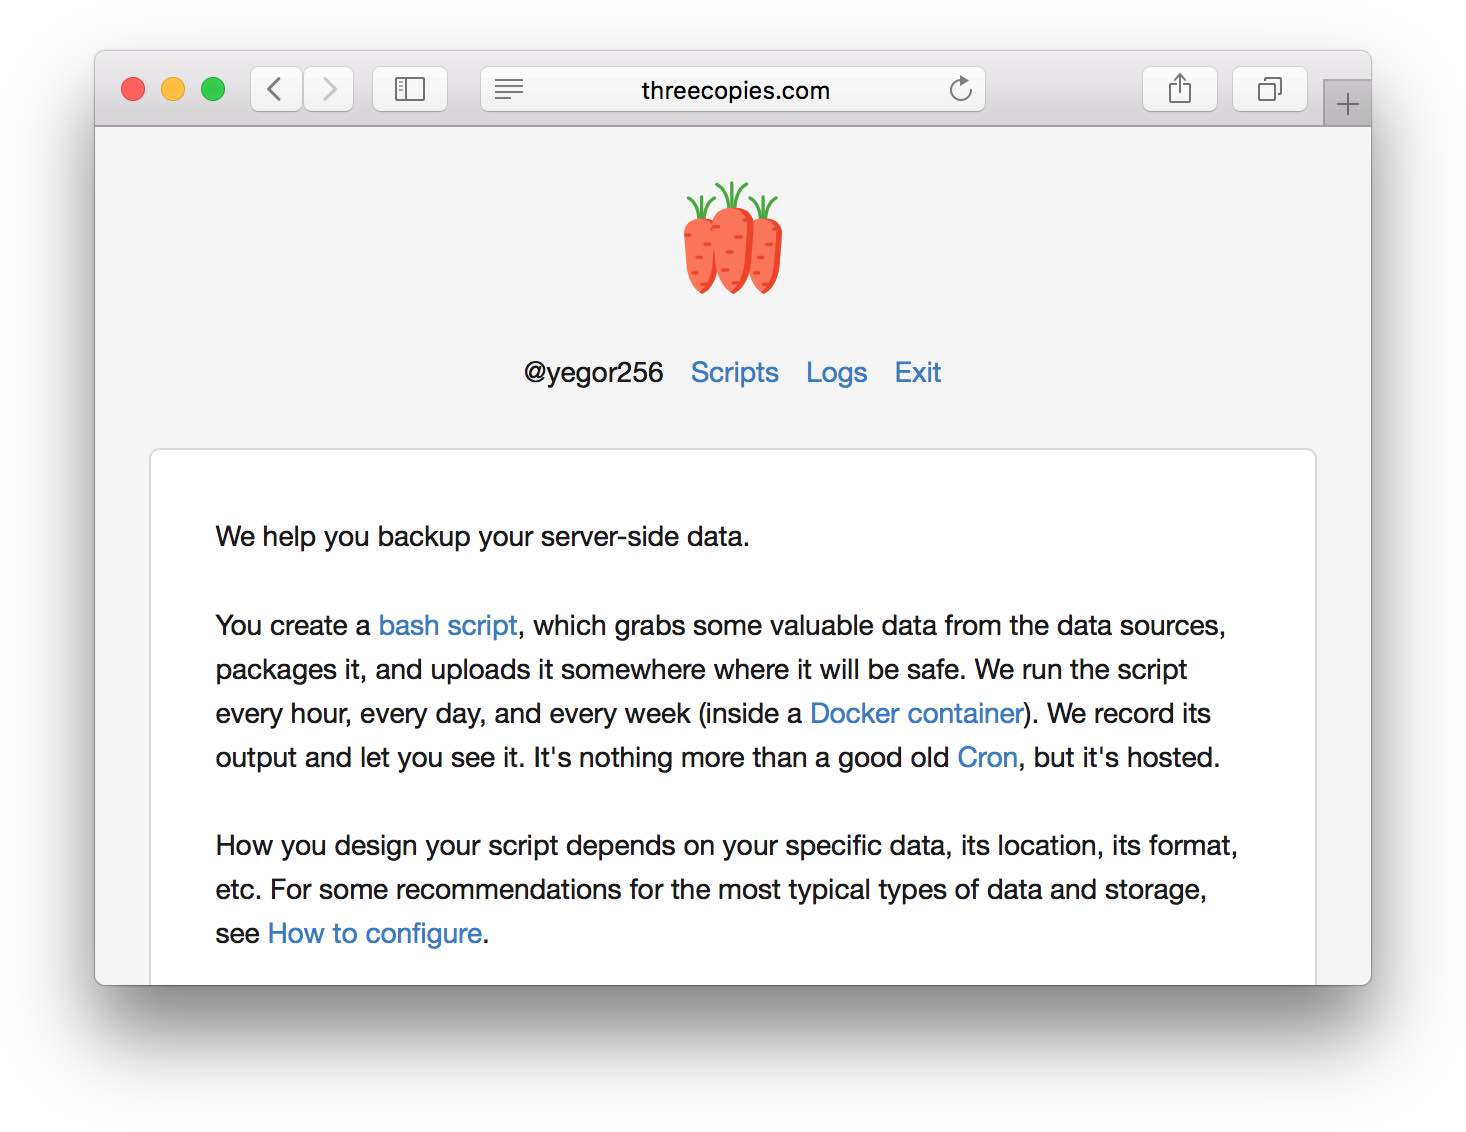 threecopies.com
@yegor256 Scripts Logs Exit
We help you backup your server-side data.
You create a bash script, which grabs some valuable data from the data sources,
packages it, and uploads it somewhere where it will be safe. We run the script
every hour, every day, and every week (inside a Docker container). We record its
output and let you see it. It's nothing more than a good old Cron, but it's hosted.
How you design your script depends on your specific data, its location, its format,
etc. For some recommendations for the most typical types of data and storage,
see How to configure.